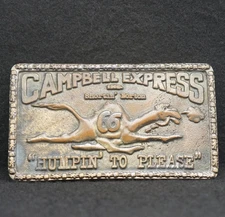 CAMPBELL EXPRESS
"HUMPIN' TO PLEASE"